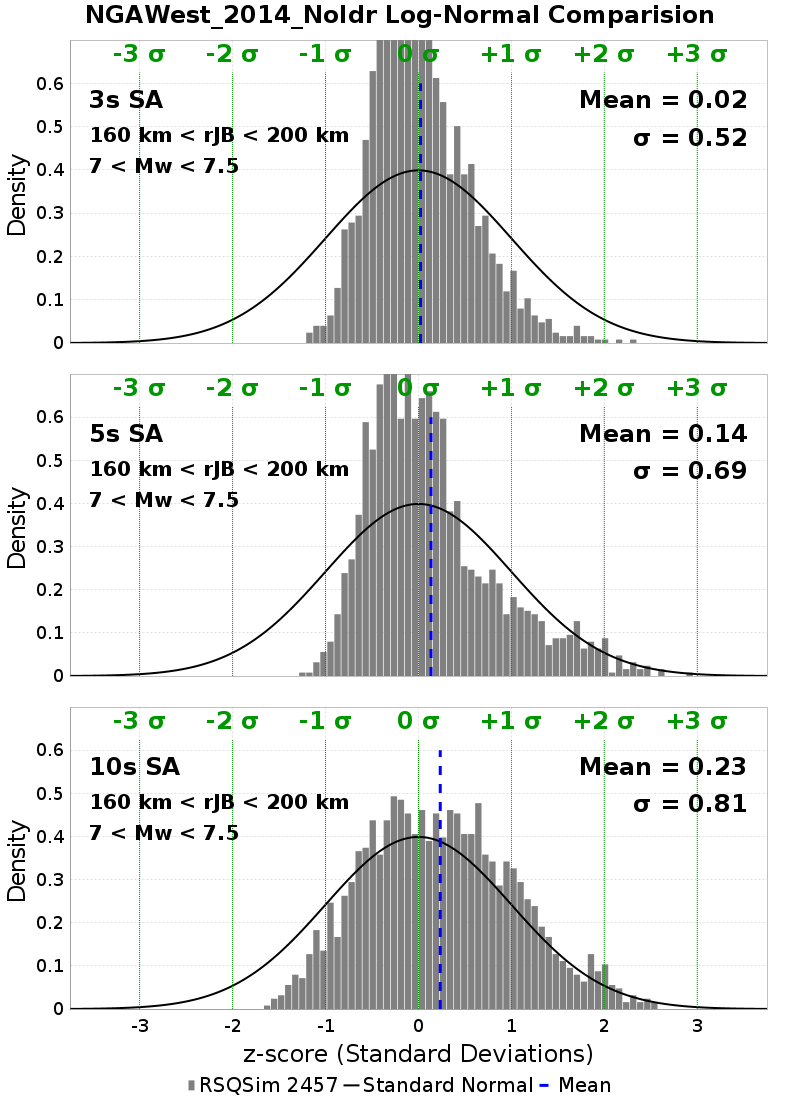 NGAWest_2014_NoIdr Log-Normal Comparision
-3 σ -2 σ -1 σ 0 σ +1 σ +2 σ +3 σ
0.6
3s SA Mean = 0.02
0.5
160 km < rJB < 200 km σ = 0.52
7 < Mw < 7.5
0.4
0.3
0.2
0.1
0
Density
-3 σ -2 σ -1 σ 0 σ +1 σ +2 σ +3 σ
0.6
5s SA Mean = 0.14
0.5
160 km < rJB < 200 km σ = 0.69
7 < Mw < 7.5
0.4
0.3
0.2
0.1
0
Density
-3 σ -2 σ -1 σ 0 σ +1 σ +2 σ +3 σ
0.6
10s SA Mean = 0.23
0.5
160 km < rJB < 200 km σ = 0.81
7 < Mw < 7.5
0.4
0.3
0.2
0.1
0
Density
-3 -2 -1 0 1 2 3
z-score (Standard Deviations)
RSQSim 2457 Standard Normal Mean